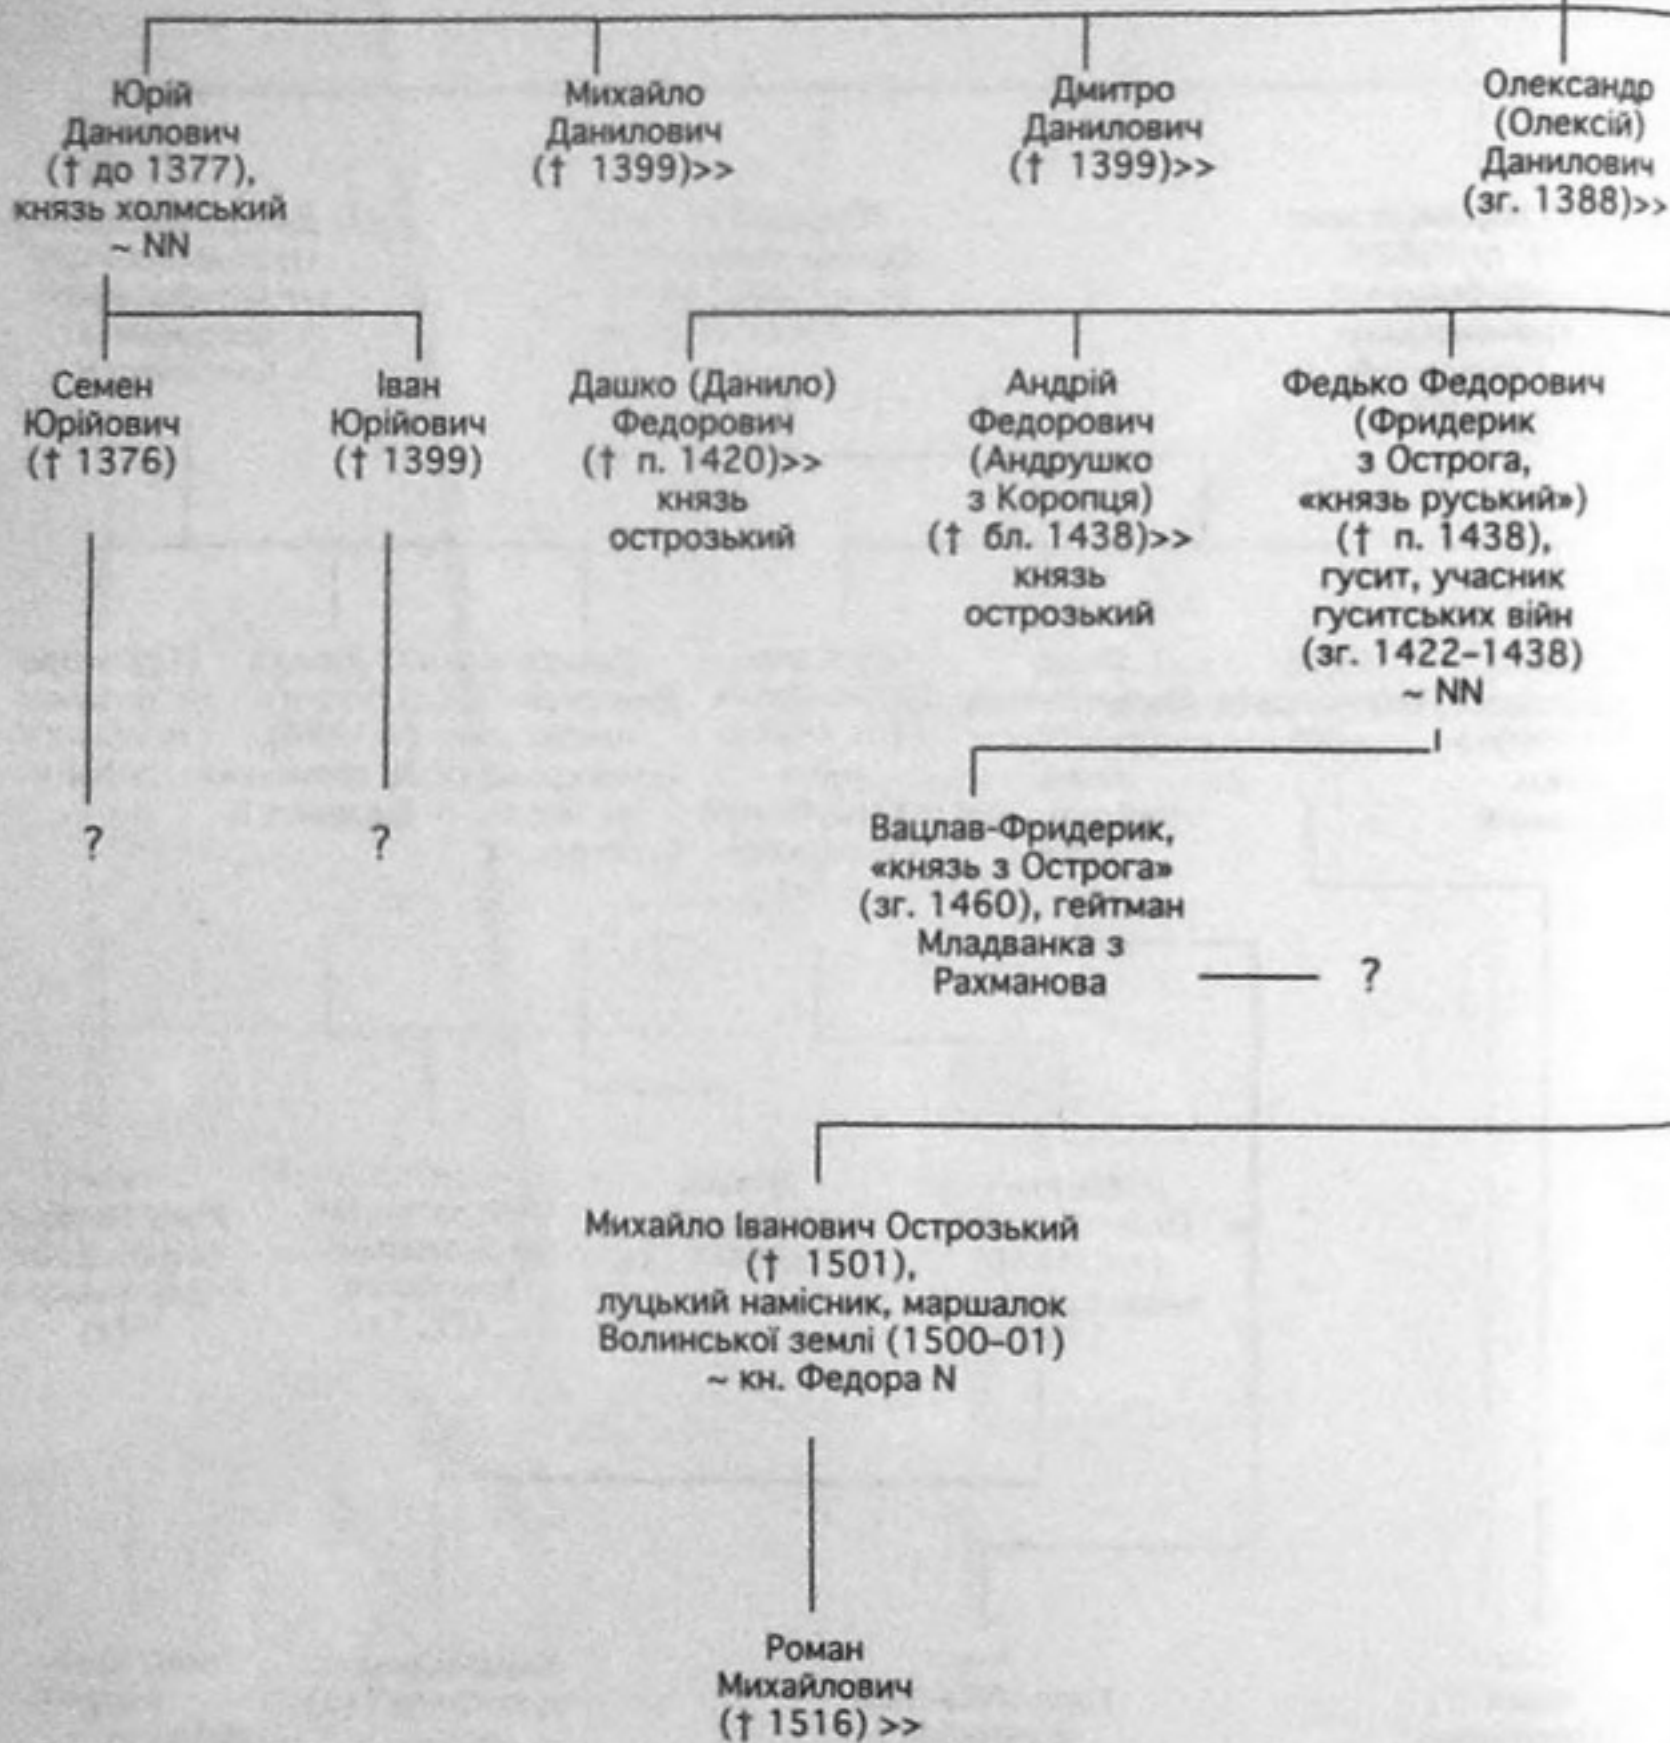 Юрій
Данилович
(† до 1377),
князь холмський
~ NN
Михайло
Данилович
(† 1399)>>
Дмитро
Данилович
(† 1399)>>
Олександр
(Олексій)
Данилович
(зг. 1388)>>
Семен
Юрійович
(† 1376)
Іван
Юрійович
(† 1399)
Дашко (Данило)
Федорович
(† п. 1420)>>
князь
острозький
Андрій
Федорович
(Андрушко
з Коропця)
(† бл. 1438)>>
князь
острозький
Федько Федорович
(Фридерик
з Острога,
«князь руський»)
(† п. 1438),
гусит, учасник
гуситських війн
(зг. 1422–1438)
~ NN
?
?
Вацлав-Фридерик,
«князь з Острога»
(зг. 1460), гейтман
Младванка з
Рахманова
?
Михайло Іванович Острозький
(† 1501),
луцький намісник, маршалок
Волинської землі (1500–01)
~ кн. Федора N
Роман
Михайлович
(† 1516) >>